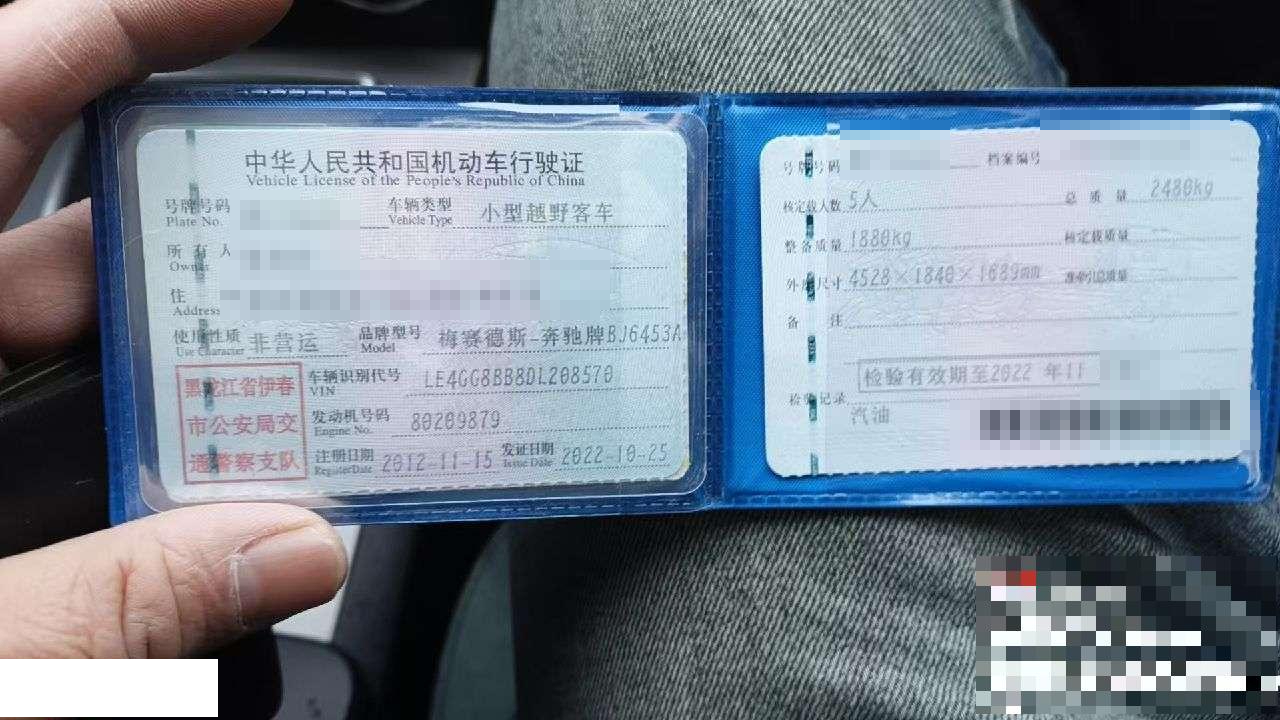 中华人民共和国机动车行驶证
Vehicle License of the People's Republic of China
号牌号码 车辆类型 小型越野客车
Plate No. Vehicle Type
所有人
Owner
住
Address
使用性质 非营运 品牌型号 梅赛德斯-奔驰牌BJ6453A
Use Character Model
黑龙江省伊春
市公安局交
通警察支队
车辆识别代号 LE4GG8BB8DL208570
VIN
发动机号码 80209879
Engine No.
注册日期 2012-11-15 发证日期 2022-10-25
Register Date Issue Date
号牌号码 档案编号
核定载人数 5人 总质量 2480kg
整备质量 1880kg 核定载质量
外廓尺寸 4528×1840×1689mm 准牵引总质量
备注
检验有效期至2022 年11
检验记录
汽油